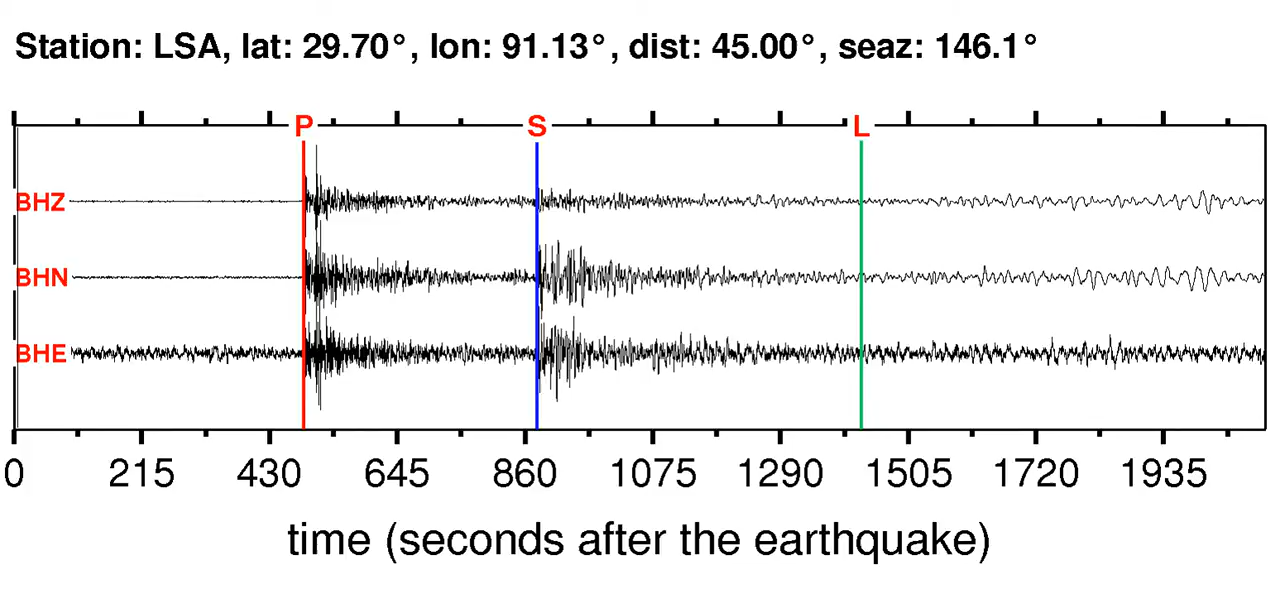 Station: LSA, lat: 29.70°, lon: 91.13°, dist: 45.00°, seaz: 146.1°
P S L
BHZ
BHN
BHE
0 215 430 645 860 1075 1290 1505 1720 1935
time (seconds after the earthquake)